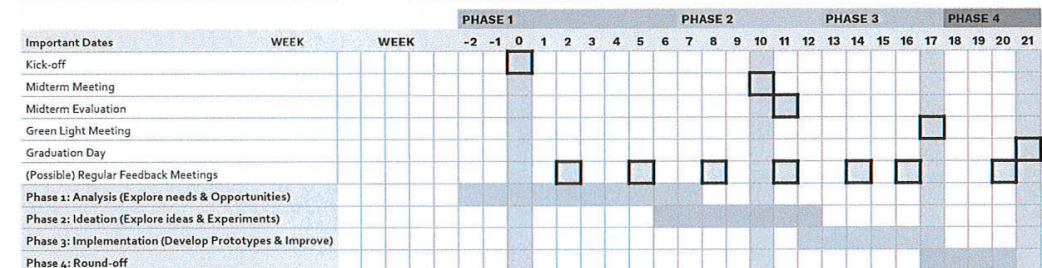 PHASE 1 PHASE 2 PHASE 3 PHASE 4
Important Dates WEEK WEEK -2 -1 0 1 2 3 4 5 6 7 8 9 10 11 12 13 14 15 16 17 18 19 20 21
Kick-off
Midterm Meeting
Midterm Evaluation
Green Light Meeting
Graduation Day
(Possible) Regular Feedback Meetings
Phase 1: Analysis (Explore needs & Opportunities)
Phase 2: Ideation (Explore ideas & Experiments)
Phase 3: Implementation (Develop Prototypes & Improve)
Phase 4: Round-off